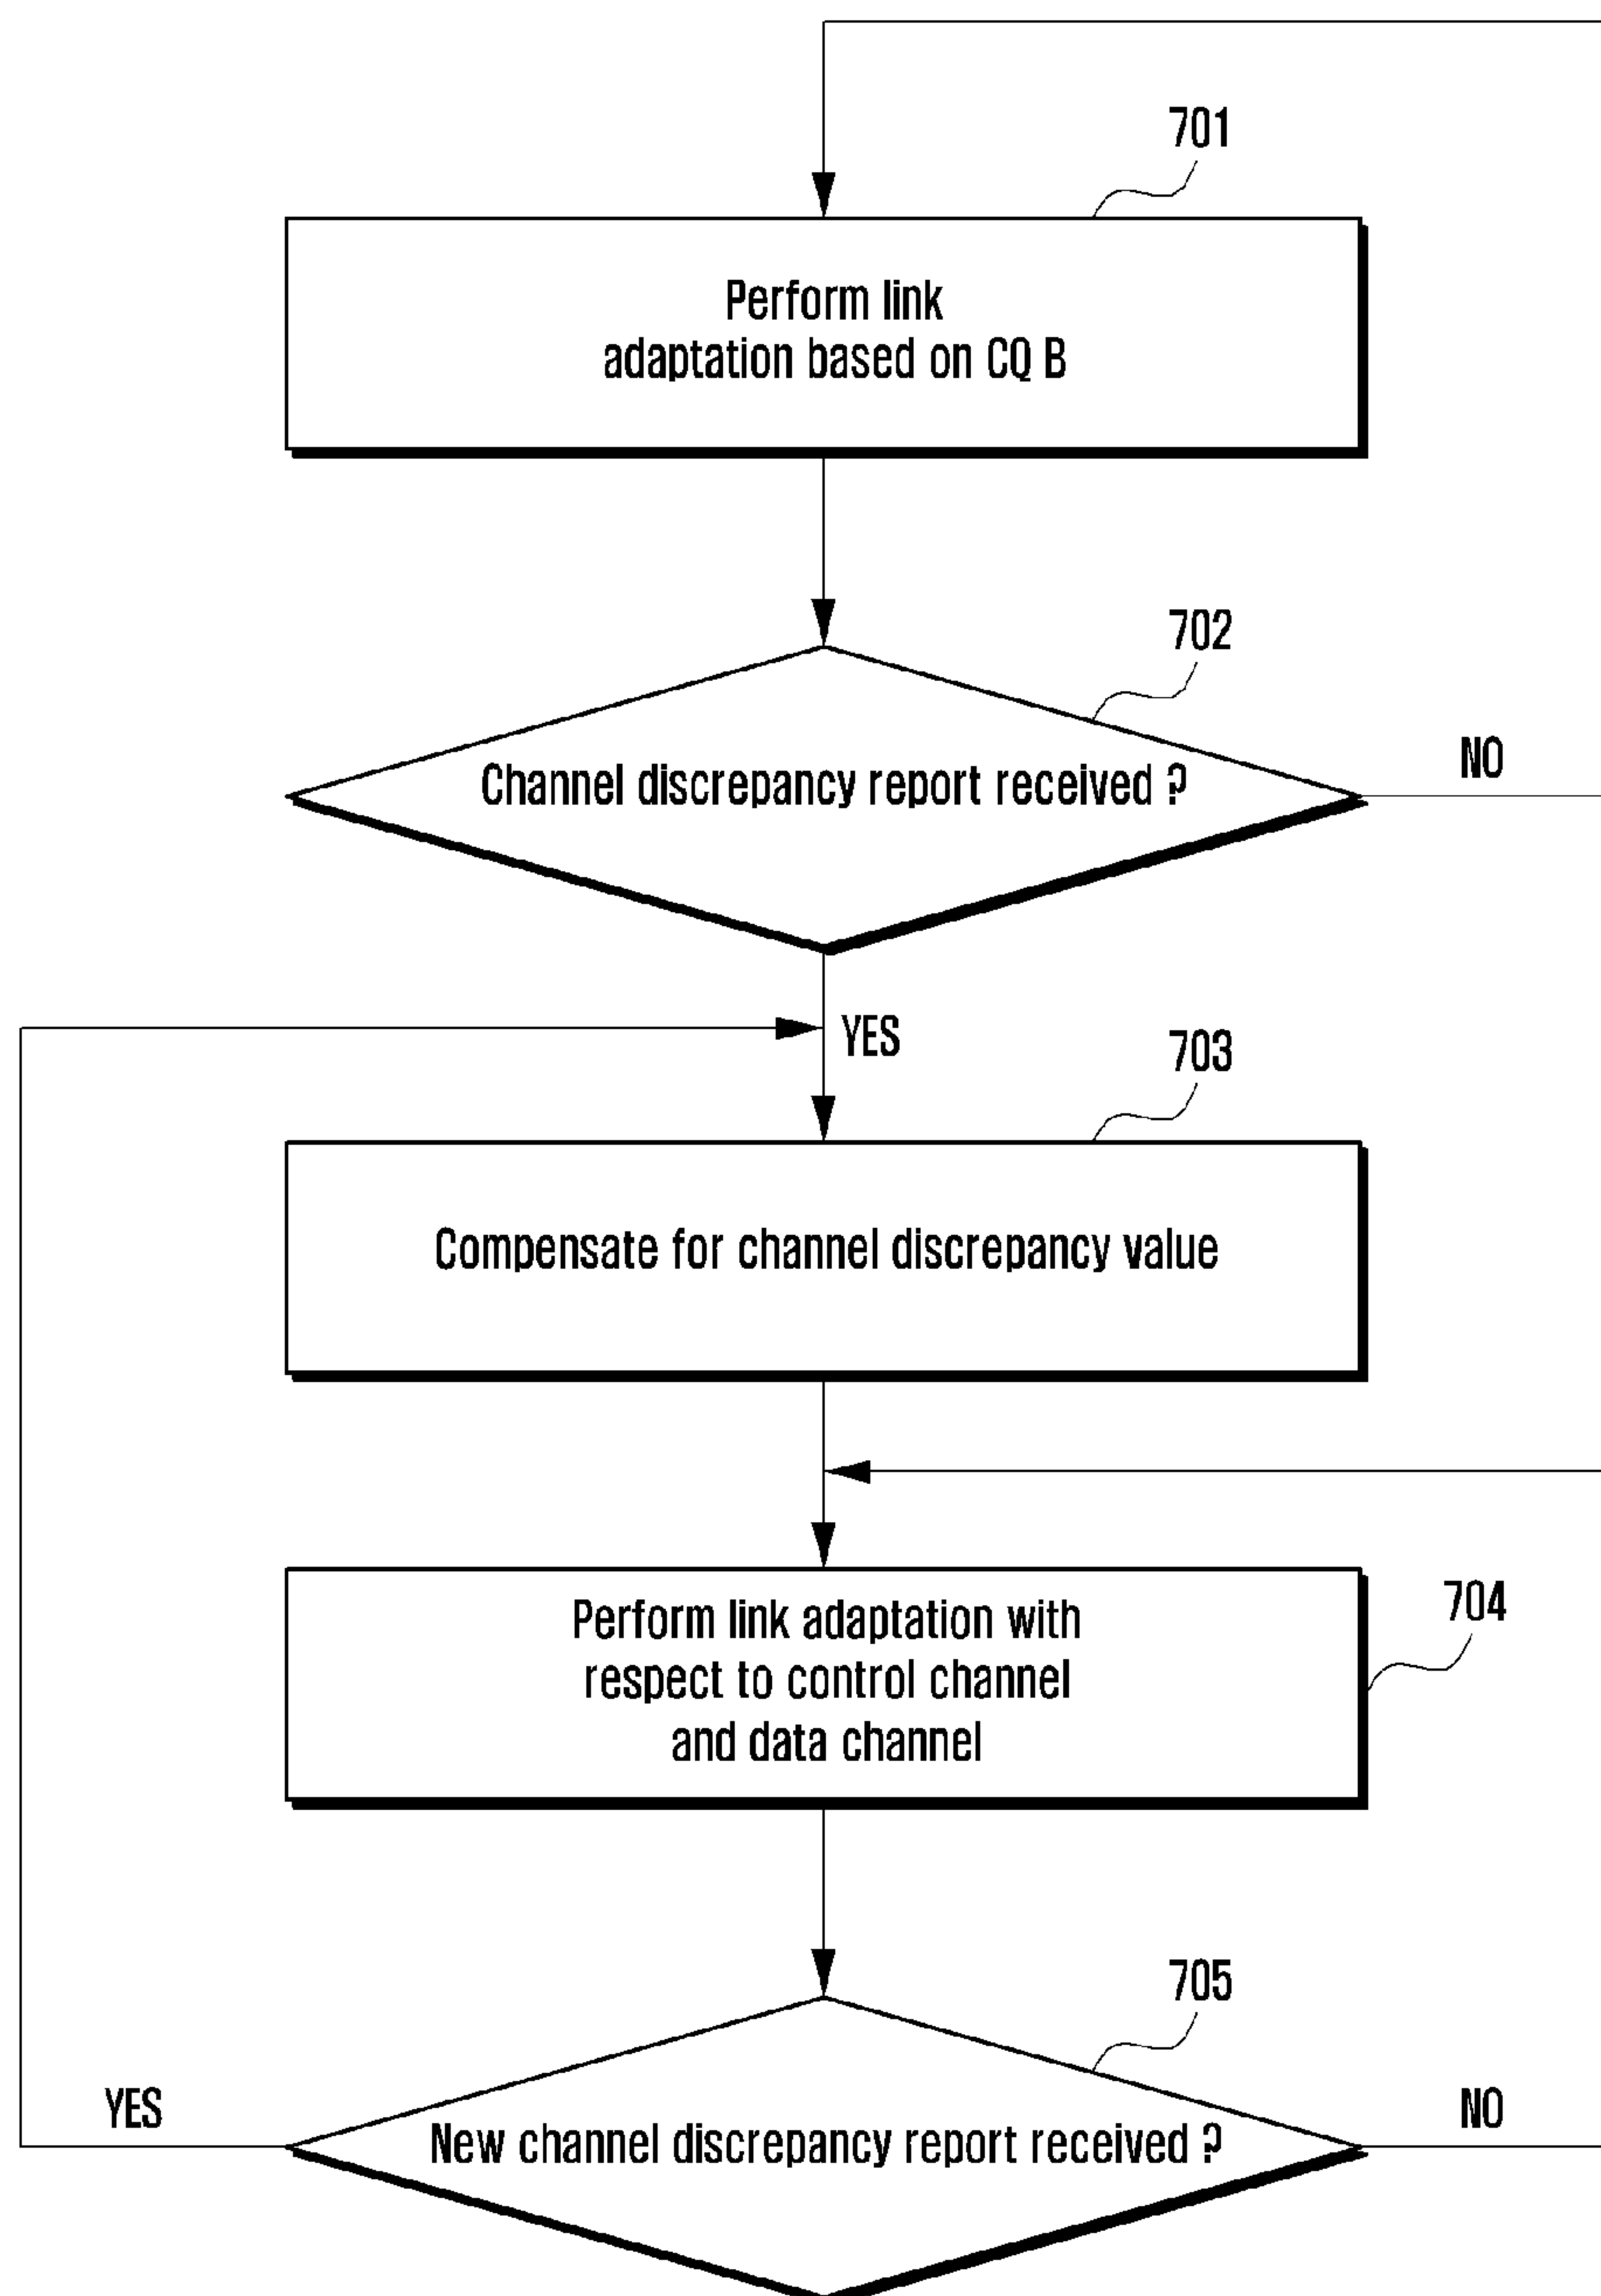 701
Perform link
adaptation based on CQ B
702
Channel discrepancy report received ?
NO
YES
703
Compensate for channel discrepancy value
704
Perform link adaptation with
respect to control channel
and data channel
705
YES
New channel discrepancy report received ?
NO